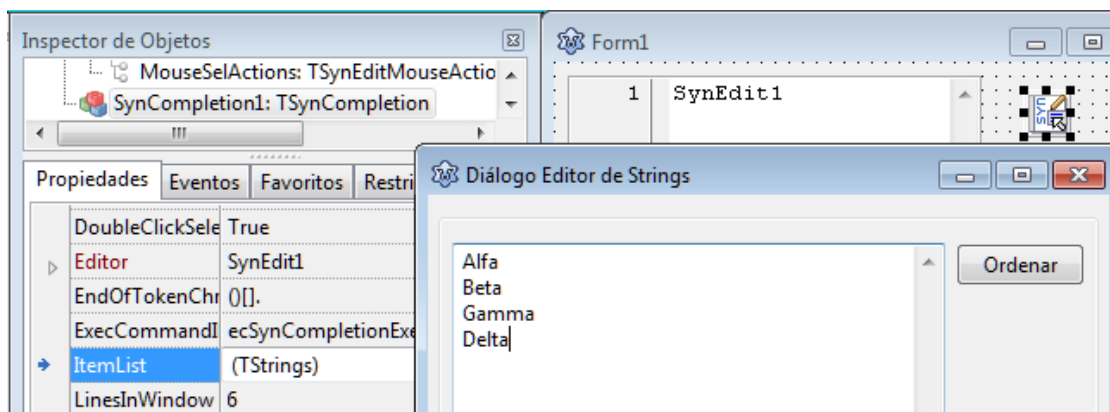 Inspector de Objetos
MouseSelActions: TSynEditMouseActio
SynCompletion1: TSynCompletion
Propiedades Eventos Favoritos Restri
DoubleClickSele True
Editor SynEdit1
EndOfTokenChr ()[].
ExecCommandI ecSynCompletionExe
ItemList (TStrings)
LinesInWindow 6
Form1
1 SynEdit1
SYN
Diálogo Editor de Strings
Alfa
Beta
Gamma
Delta
Ordenar